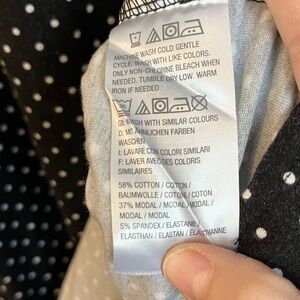 MACHINE WASH COLD GENTLE
CYCLE. WASH WITH LIKE COLORS.
ONLY NON-CHLORINE BLEACH WHEN
NEEDED. TUMBLE DRY LOW. WARM
IRON IF NEEDED
GB:WASH WITH SIMILAR COLOURS
D: MIT ÄHNLICHEN FARBEN
WASCHEN
I: LAVARE CON COLORI SIMILARI
F: LAVER AVEC DES COLORIS
SIMILAIRES
58% COTTON / COTON /
BAUMWOLLE / COTONE / COTON
37% MODAL / MODAL / MODAL /
MODAL / MODAL
5% SPANDEX / ELASTANE /
ELASTHAN / ELASTAN / ÉLASTHANNE